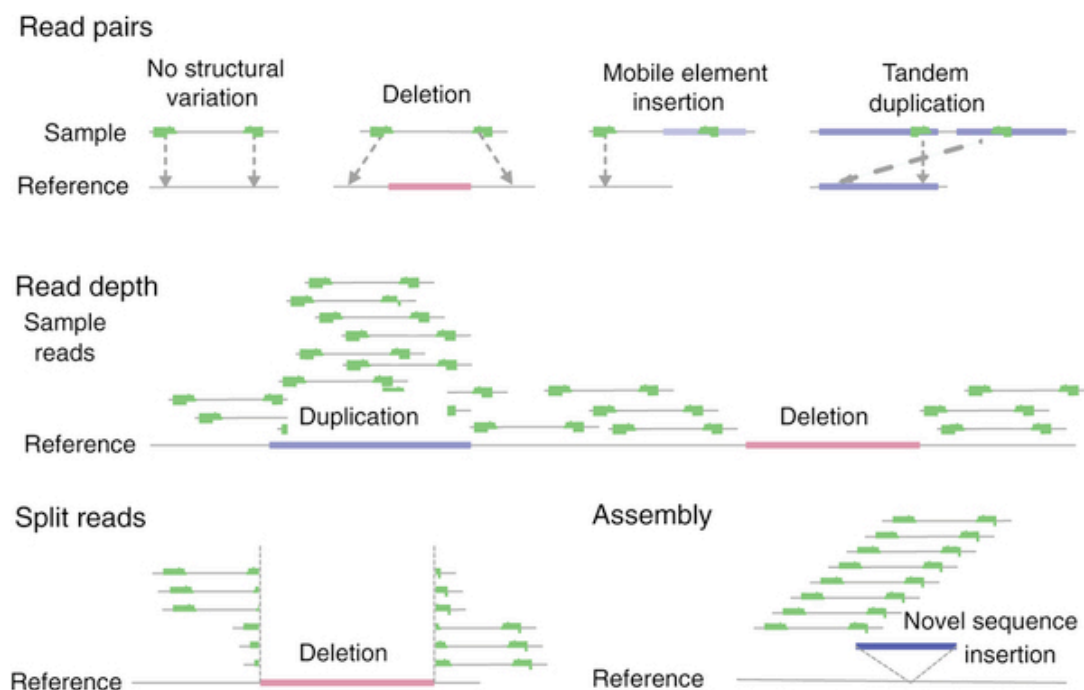 Read pairs
No structural
variation
Deletion
Mobile element
insertion
Tandem
duplication
Sample
Reference
Read depth
Sample
reads
Duplication
Deletion
Reference
Split reads
Deletion
Reference
Assembly
Novel sequence
insertion
Reference